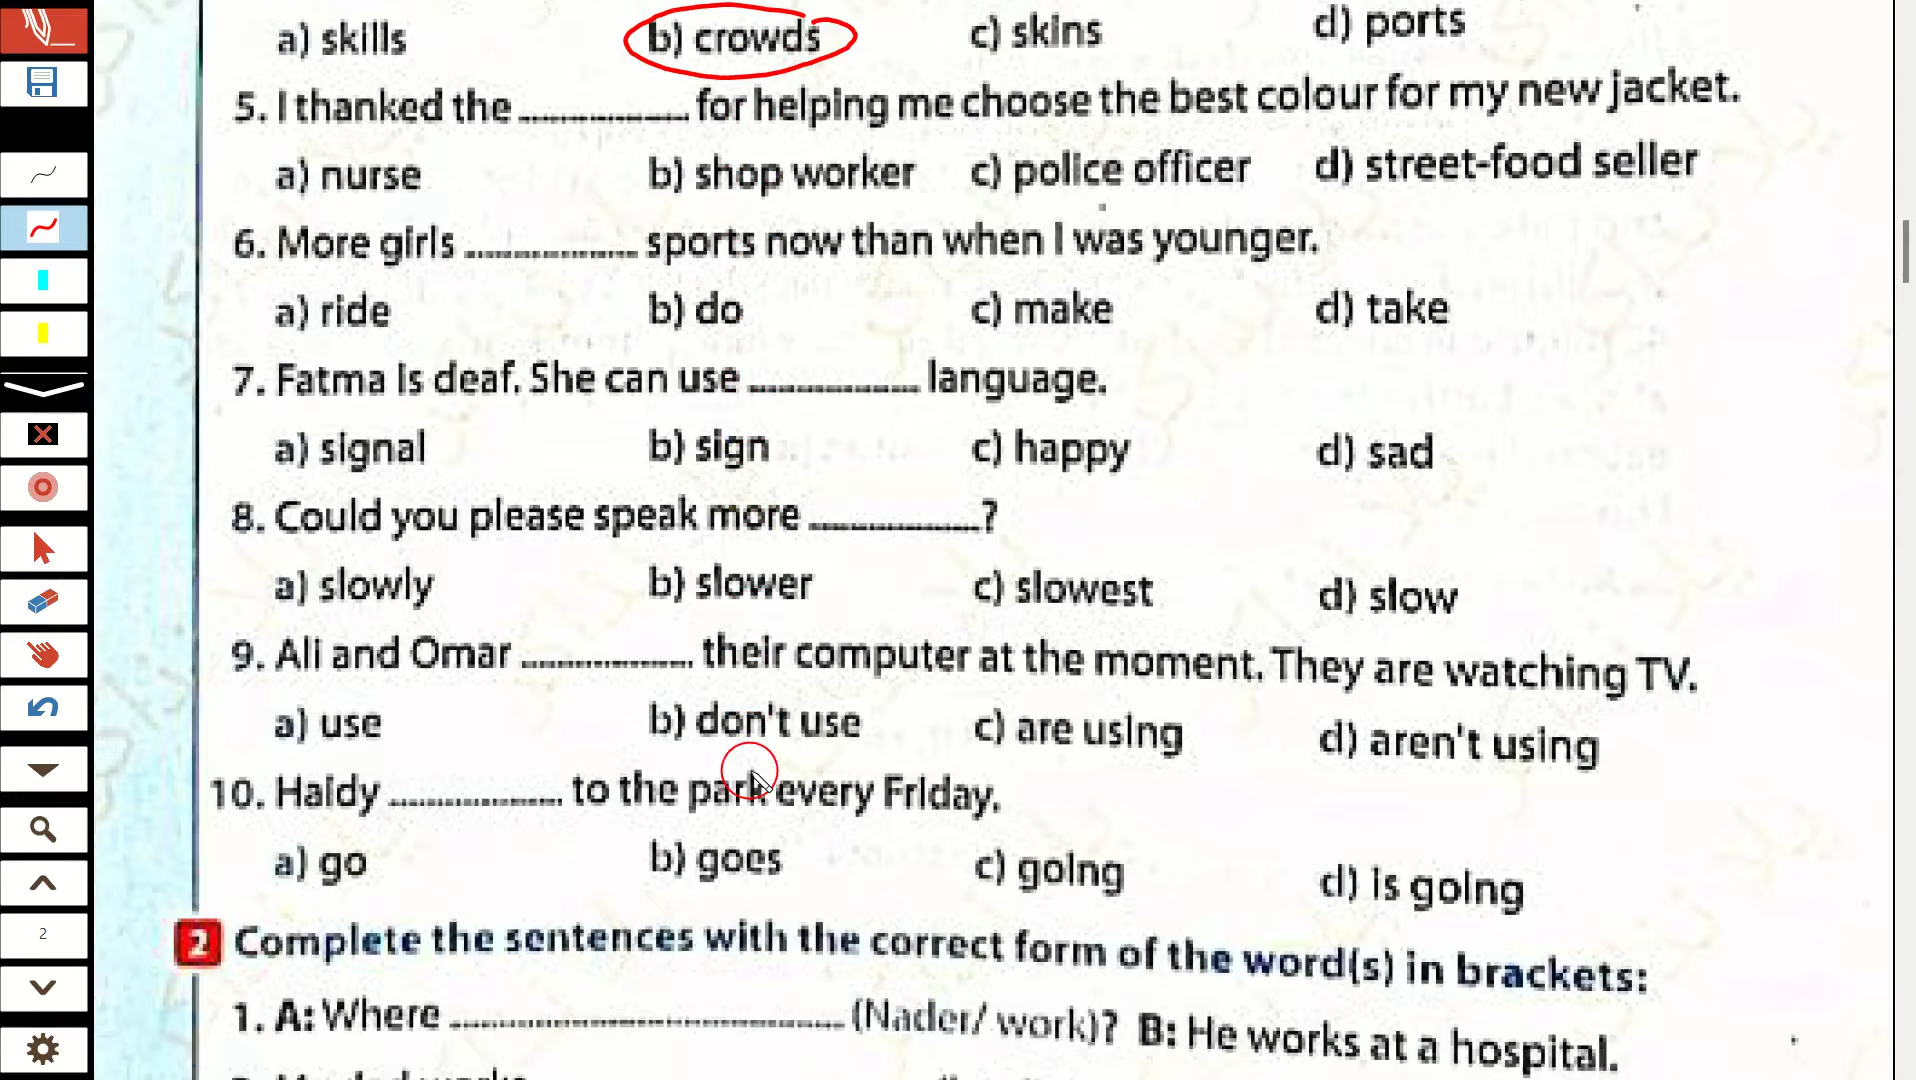 a) skills b) crowds c) skins d) ports
5. I thanked the ................ for helping me choose the best colour for my new jacket.
a) nurse b) shop worker c) police officer d) street-food seller
6. More girls ................ sports now than when I was younger.
a) ride b) do c) make d) take
7. Fatma is deaf. She can use ................ language.
a) signal b) sign c) happy d) sad
8. Could you please speak more ................?
a) slowly b) slower c) slowest d) slow
9. Ali and Omar ................ their computer at the moment. They are watching TV.
a) use b) don't use c) are using d) aren't using
10. Haidy ................ to the park every Friday.
a) go b) goes c) going d) is going
2 Complete the sentences with the correct form of the word(s) in brackets:
1. A: Where ................................ (Nader/ work)? B: He works at a hospital.
2